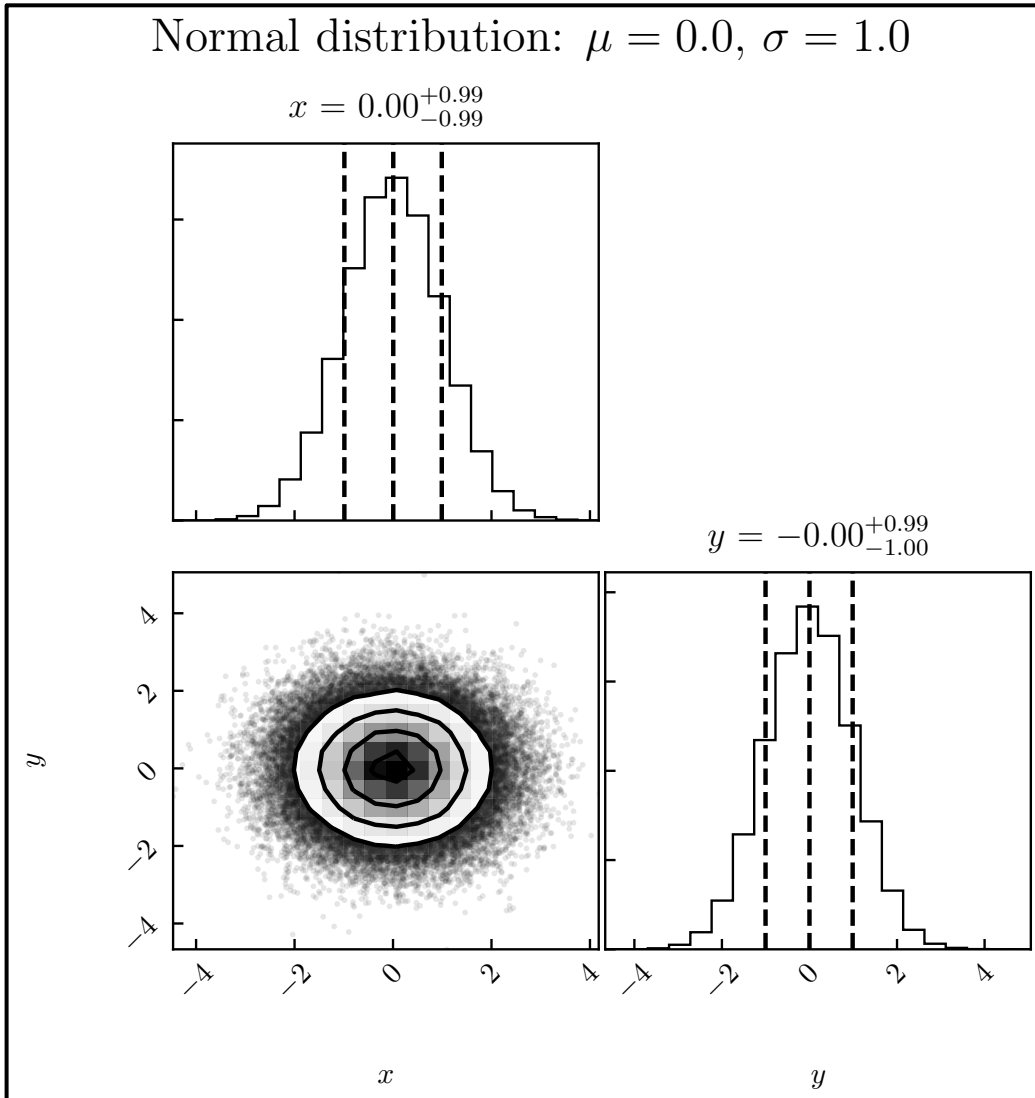 Normal distribution: μ = 0.0, σ = 1.0
x = 0.00^{+0.99}_{-0.99}
y = −0.00^{+0.99}_{-1.00}
4
2
0
−2
−4
y
−4 −2 0 2 4
−4 −2 0 2 4
x
y